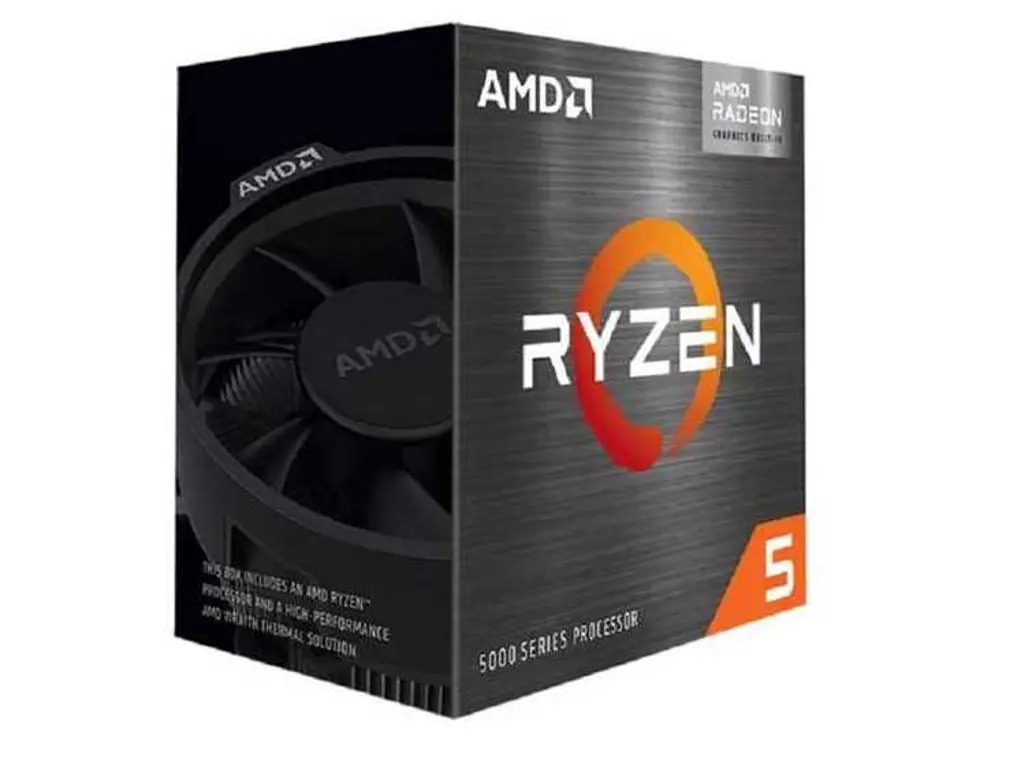 AMD
AMD
THIS BOX INCLUDES AN AMD RYZEN™
PROCESSOR AND A HIGH-PERFORMANCE
AMD WRAITH THERMAL SOLUTION
AMD
AMD
RADEON
GRAPHICS
RYZEN
5
5000 SERIES PROCESSOR